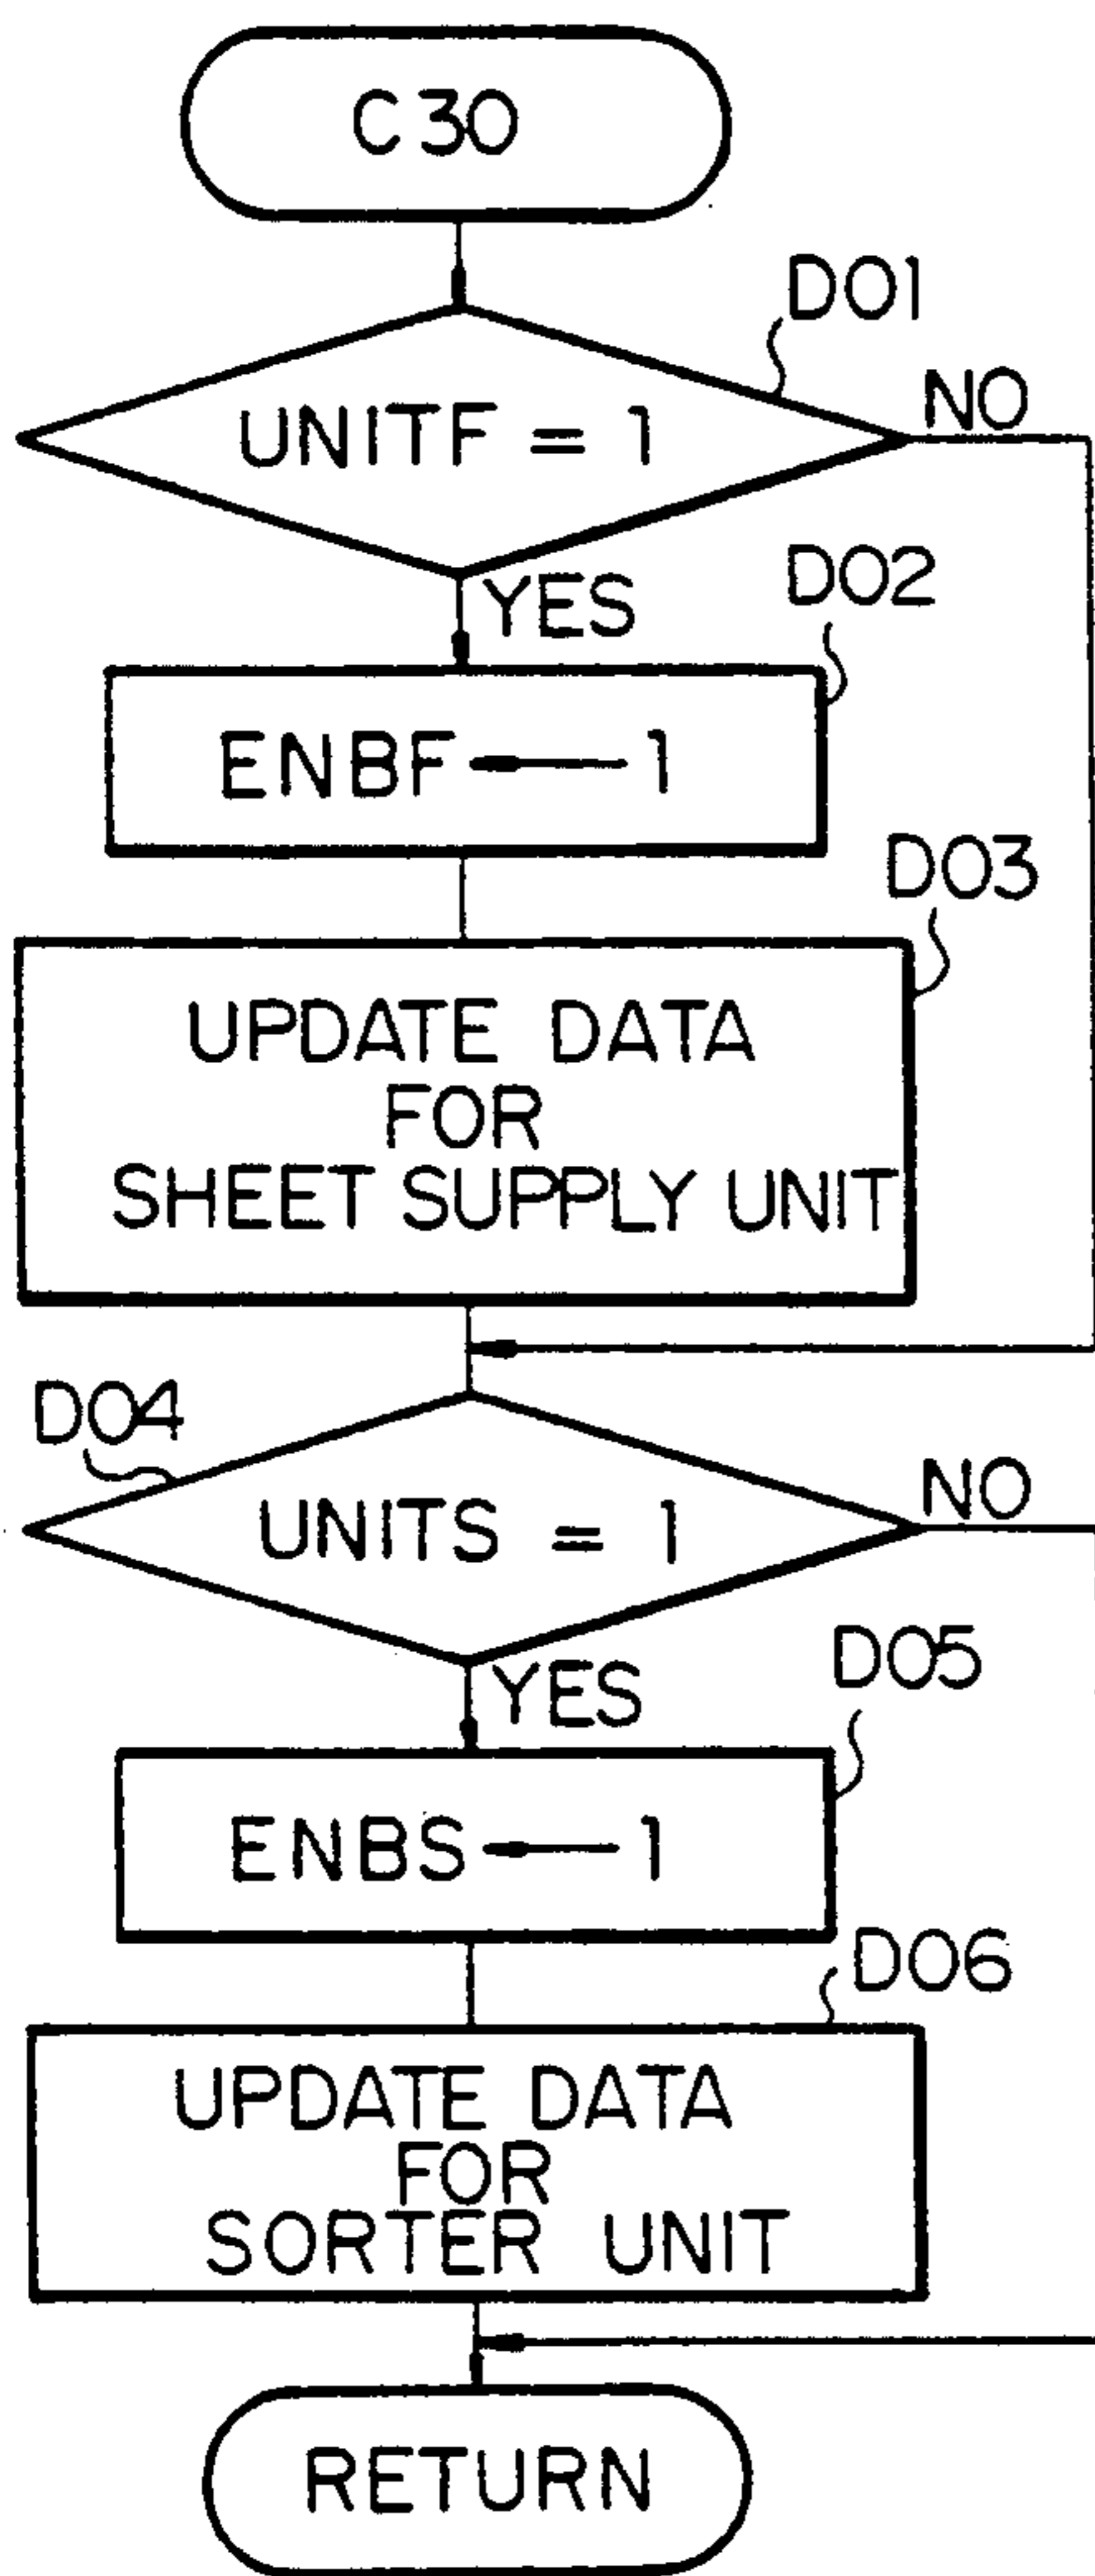 C30
D01
UNITF = 1
NO
YES
D02
ENBF ← 1
D03
UPDATE DATA
FOR
SHEET SUPPLY UNIT
D04
UNITS = 1
NO
YES
D05
ENBS ← 1
D06
UPDATE DATA
FOR
SORTER UNIT
RETURN